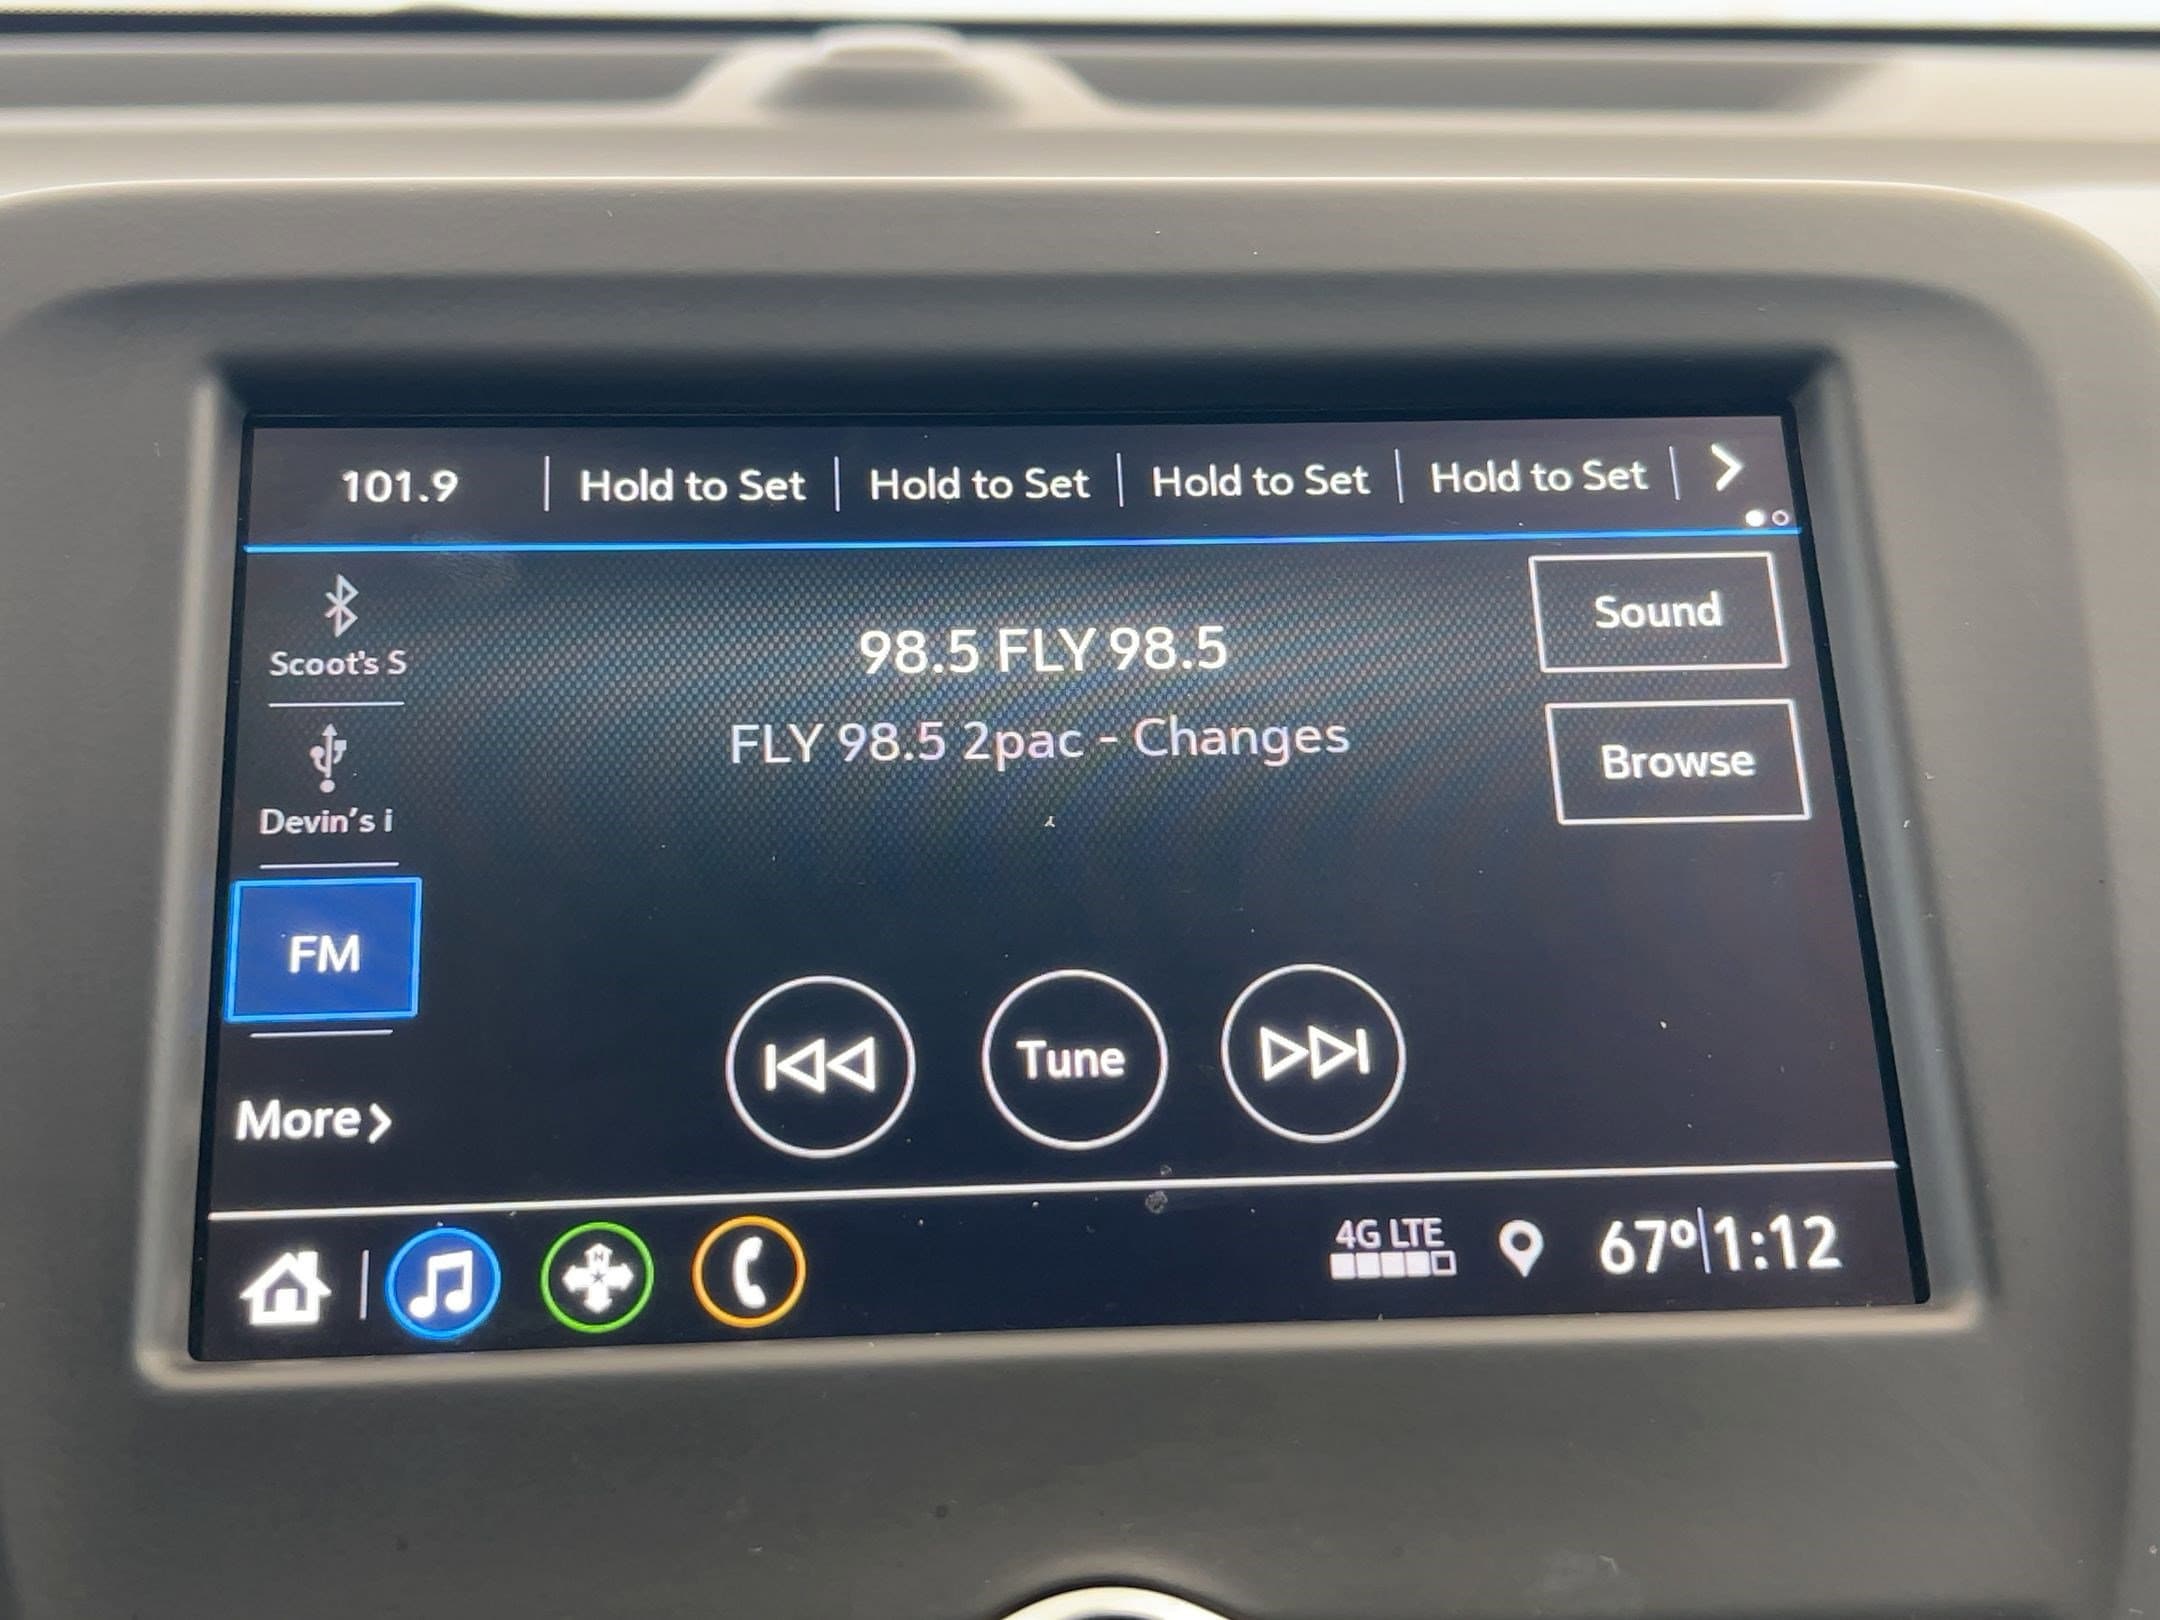 101.9 | Hold to Set | Hold to Set | Hold to Set | Hold to Set
Scoot's S
Devin's i
FM
More
98.5 FLY 98.5
FLY 98.5 2pac - Changes
Sound
Browse
Tune
N
4G LTE
67°|1:12